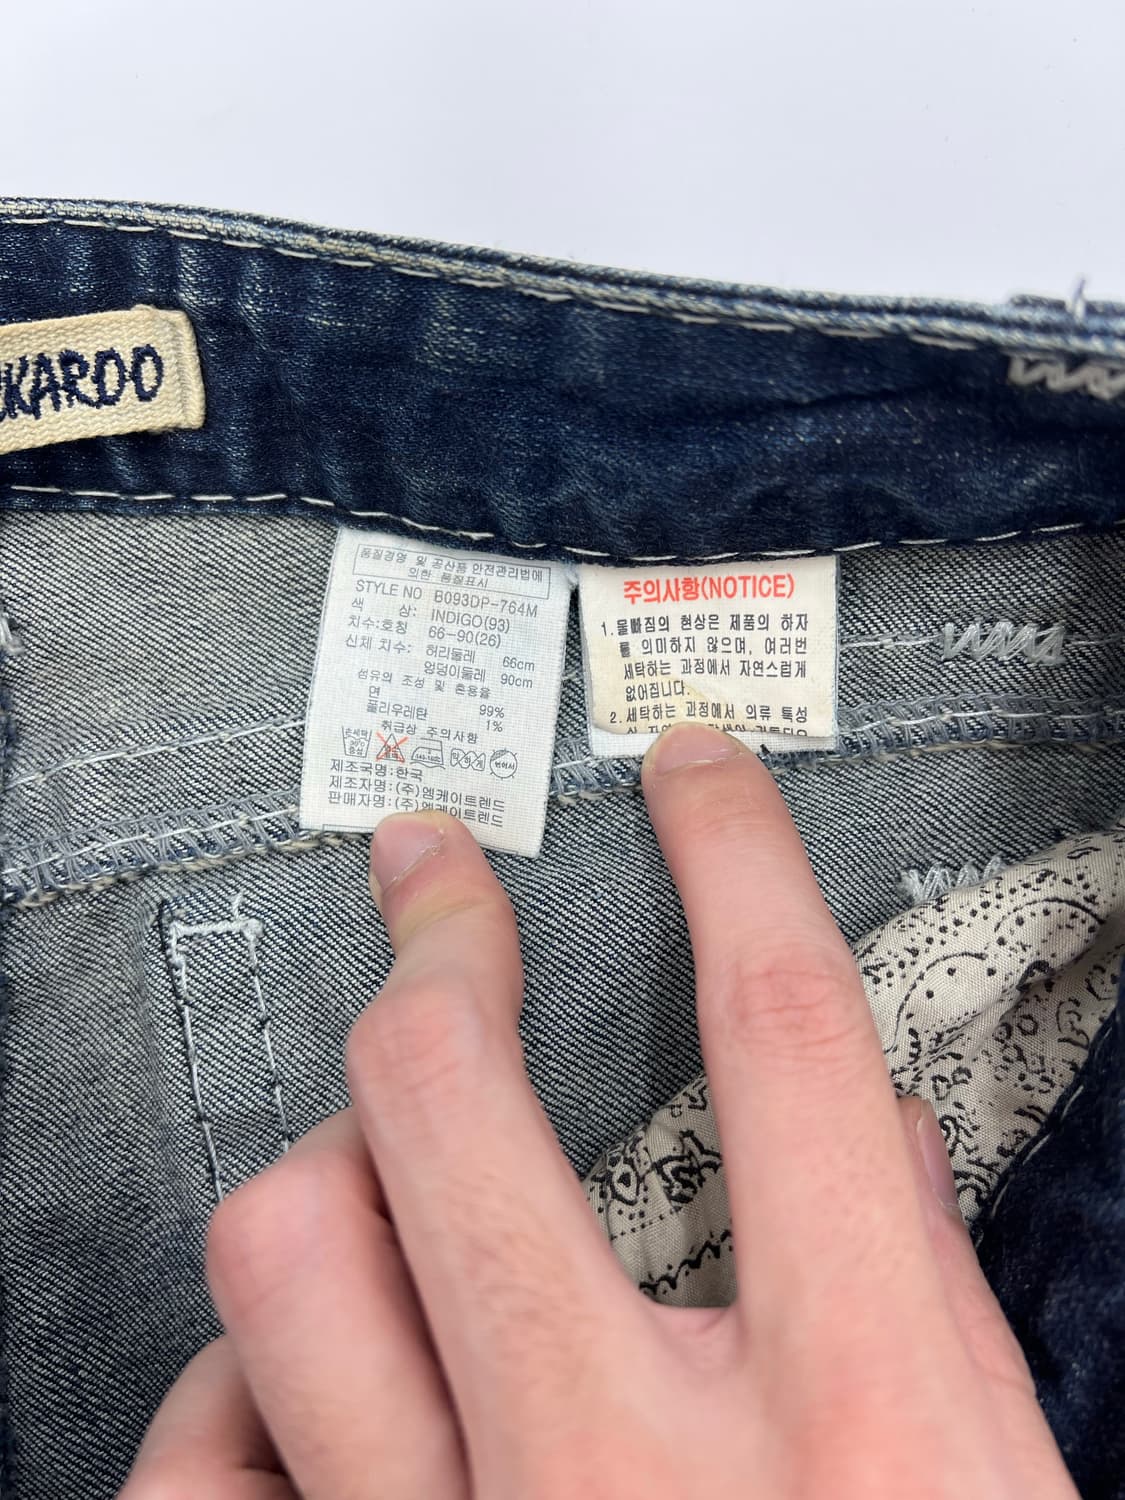 KAROO
품질경영 및 공산품 안전관리법에
의한 품질표시
STYLE NO B093DP-764M
색 상: INDIGO(93)
치수:호칭 66-90(26)
신체 치수: 허리둘레 66cm
엉덩이둘레 90cm
섬유의 조성 및 혼용율
면 99%
폴리우레탄 1%
취급상 주의사항
손세탁 30℃ 중성
제조국명:한국
제조자명:(주)엠케이트렌드
판매자명:(주)엠케이트렌드
주의사항(NOTICE)
1.물빠짐의 현상은 제품의 하자
를 의미하지 않으며, 여러번
세탁하는 과정에서 자연스럽게
없어집니다.
2.세탁하는 과정에서 의류 특성